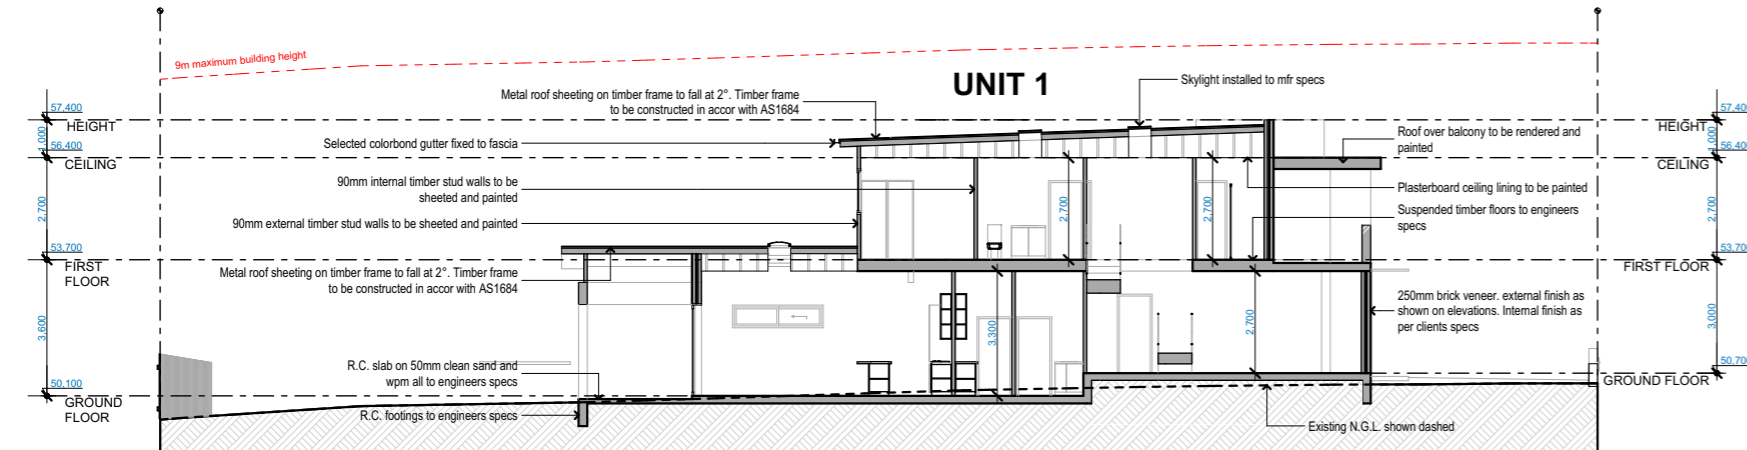 9m maximum building height
UNIT 1
Skylight installed to mfr specs
Metal roof sheeting on timber frame to fall at 2°. Timber frame
to be constructed in accor with AS1684
57,400
HEIGHT
1,000
56,400
CEILING
2,700
53,700
FIRST
FLOOR
3,600
50,100
GROUND
FLOOR
Selected colorbond gutter fixed to fascia
90mm internal timber stud walls to be
sheeted and painted
90mm external timber stud walls to be sheeted and painted
Metal roof sheeting on timber frame to fall at 2°. Timber frame
to be constructed in accor with AS1684
R.C. slab on 50mm clean sand and
wpm all to engineers specs
R.C. footings to engineers specs
2,700
2,700
3,300
2,700
Roof over balcony to be rendered and
painted
Plasterboard ceiling lining to be painted
Suspended timber floors to engineers
specs
250mm brick veneer. external finish as
shown on elevations. Internal finish as
per clients specs
Existing N.G.L. shown dashed
57,400
HEIGHT
1,000
56,400
CEILING
2,700
53,700
FIRST FLOOR
3,000
50,700
GROUND FLOOR